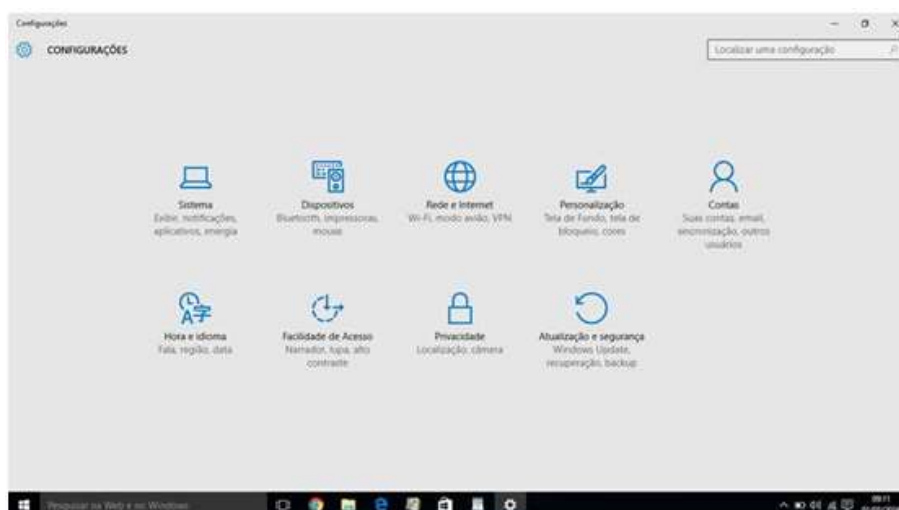 Configurações
CONFIGURAÇÕES
Localizar uma configuração
Sistema
Exibir, notificações,
aplicativos, energia
Dispositivos
Bluetooth, impressoras,
mouse
Rede e Internet
Wi-Fi, modo avião, VPN
Personalização
Tela de Fundo, tela de
bloqueio, cores
Contas
Suas contas, email,
sincronização, outros
usuários
Hora e idioma
Fala, região, data
Facilidade de Acesso
Narrador, lupa, alto
contraste
Privacidade
Localização, câmera
Atualização e segurança
Windows Update,
recuperação, backup
Pesquisar na Web e no Windows
09:11